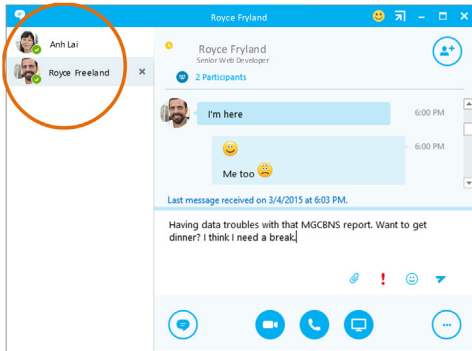 Royce Fryland
Anh Lai
Royce Freeland
Royce Fryland
Senior Web Developer
2 Participants
I'm here
6:00 PM
6:00 PM
Me too
Last message received on 3/4/2015 at 6:03 PM.
Having data troubles with that MGCBNS report. Want to get
dinner? I think I need a break.